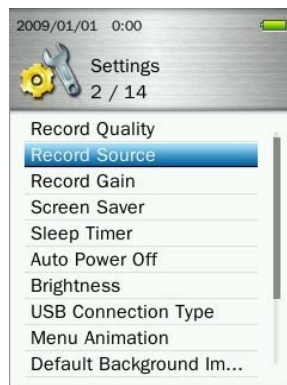 2009/01/01 0:00
Settings
2 / 14
Record Quality
Record Source
Record Gain
Screen Saver
Sleep Timer
Auto Power Off
Brightness
USB Connection Type
Menu Animation
Default Background Im...